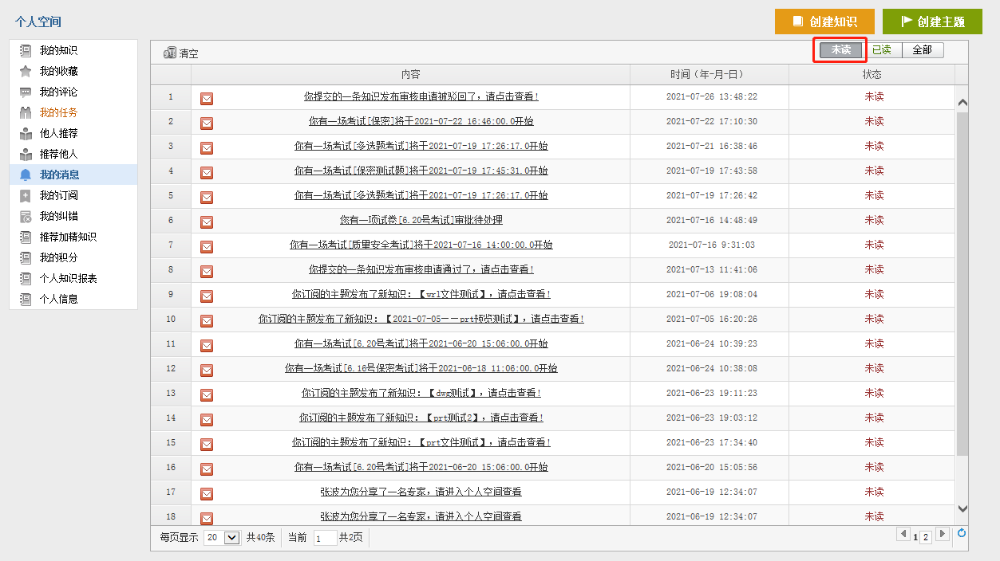 个人空间
创建知识
创建主题
我的知识
我的收藏
我的评论
我的任务
他人推荐
推荐他人
我的消息
我的订阅
我的纠错
推荐加精知识
我的积分
个人知识报表
个人信息
清空
未读 已读 全部
内容 时间（年-月-日） 状态
1 你提交的一条知识发布审核申请被驳回了，请点击查看! 2021-07-26 13:48:22 未读
2 你有一场考试[保密]将于2021-07-22 16:46:00.0开始 2021-07-22 17:10:30 未读
3 你有一场考试[多选题考试]将于2021-07-19 17:26:17.0开始 2021-07-21 16:38:46 未读
4 你有一场考试[保密测试题]将于2021-07-19 17:45:31.0开始 2021-07-19 17:43:58 未读
5 你有一场考试[多选题考试]将于2021-07-19 17:26:17.0开始 2021-07-19 17:26:42 未读
6 您有一项试卷[6.20号考试]审批待处理 2021-07-16 14:48:49 未读
7 你有一场考试[质量安全考试]将于2021-07-16 14:00:00.0开始 2021-07-16 9:31:03 未读
8 你提交的一条知识发布审核申请通过了，请点击查看! 2021-07-13 11:41:06 未读
9 你订阅的主题发布了新知识：【wrl文件测试】，请点击查看! 2021-07-06 19:08:04 未读
10 你订阅的主题发布了新知识：【2021-07-05——prt预览测试】，请点击查看! 2021-07-05 16:20:26 未读
11 你有一场考试[6.20号考试]将于2021-06-20 15:06:00.0开始 2021-06-24 10:39:23 未读
12 你有一场考试[6.16号保密考试]将于2021-06-18 11:06:00.0开始 2021-06-24 10:38:08 未读
13 你订阅的主题发布了新知识：【dwg测试】，请点击查看! 2021-06-23 19:11:23 未读
14 你订阅的主题发布了新知识：【prt测试2】，请点击查看! 2021-06-23 19:03:12 未读
15 你订阅的主题发布了新知识：【prt文件测试】，请点击查看! 2021-06-23 17:34:40 未读
16 你有一场考试[6.20号考试]将于2021-06-20 15:06:00.0开始 2021-06-20 15:05:56 未读
17 张波为您分享了一名专家，请进入个人空间查看 2021-06-19 12:34:07 未读
18 张波为您分享了一名专家，请进入个人空间查看 2021-06-19 12:34:07 未读
每页显示 20 共40条 当前 1 共2页 1 2